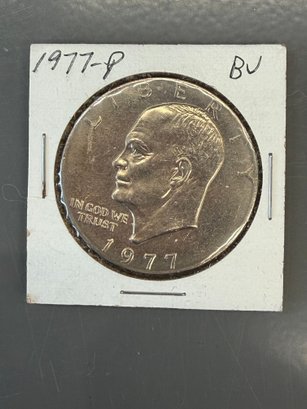 1977-P BU
LIBERTY
IN GOD WE
TRUST
1977